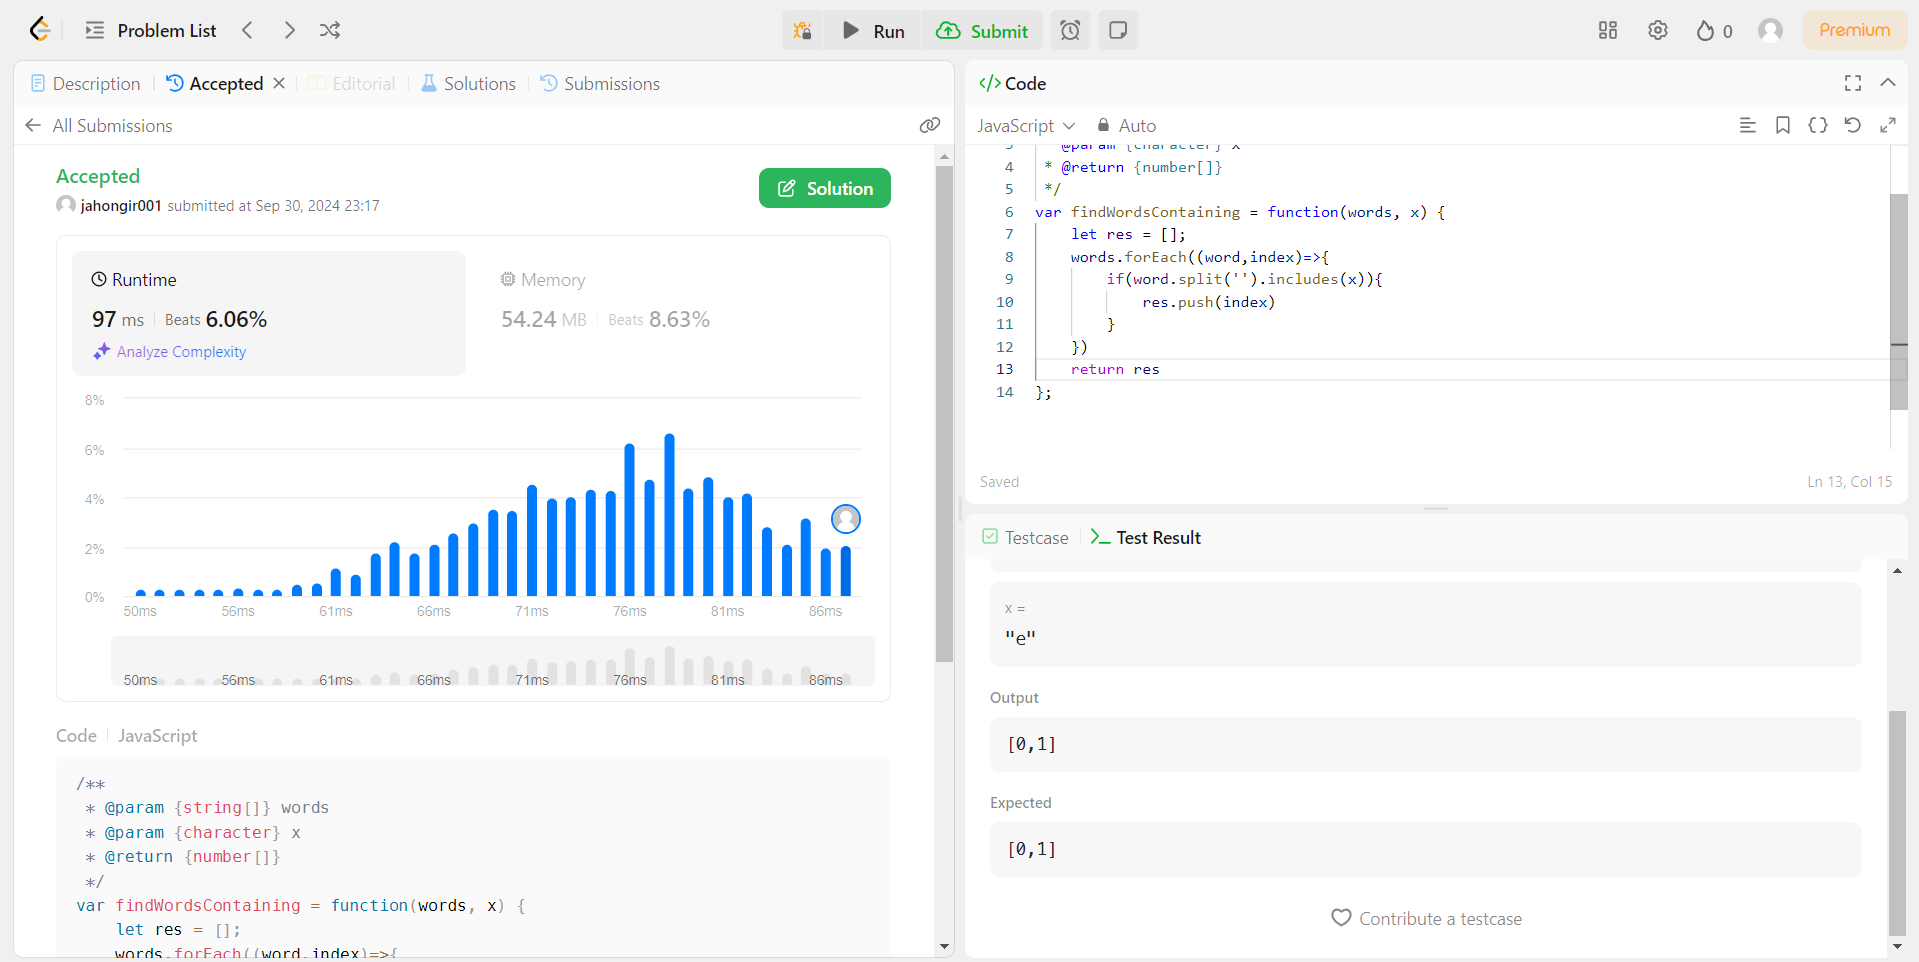 Problem List
Run
Submit
0
Premium
Description
Accepted
Editorial
Solutions
Submissions
All Submissions
Accepted
jahongir001 submitted at Sep 30, 2024 23:17
Solution
Runtime
97 ms
Beats 6.06%
Analyze Complexity
Memory
54.24 MB
Beats 8.63%
8%
6%
4%
2%
0%
50ms 56ms 61ms 66ms 71ms 76ms 81ms 86ms
50ms 56ms 61ms 66ms 71ms 76ms 81ms 86ms
Code JavaScript
/**
 * @param {string[]} words
 * @param {character} x
 * @return {number[]}
 */
var findWordsContaining = function(words, x) {
    let res = [];
    words.forEach((word,index)=>{
</> Code
JavaScript
Auto
3 @param {character} x
4 * @return {number[]}
5 */
6 var findWordsContaining = function(words, x) {
7     let res = [];
8     words.forEach((word,index)=>{
9         if(word.split('').includes(x)){
10             res.push(index)
11         }
12     })
13     return res
14 };
Saved
Ln 13, Col 15
Testcase
Test Result
x =
"e"
Output
[0,1]
Expected
[0,1]
Contribute a testcase